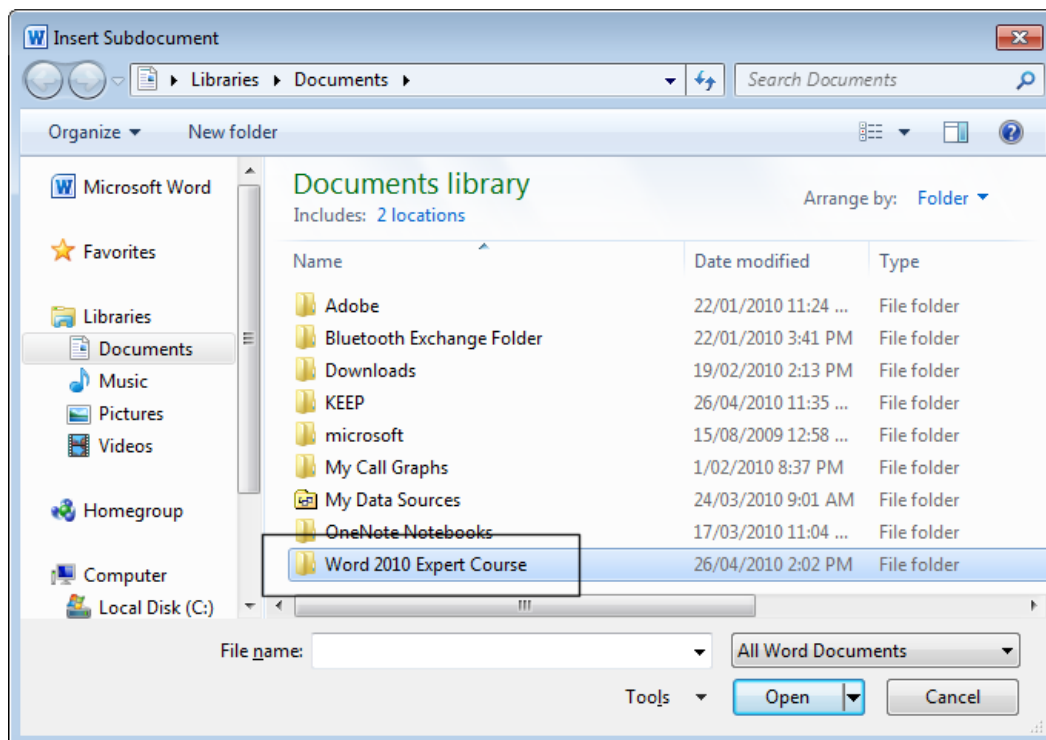 Insert Subdocument
Libraries Documents Search Documents
Organize New folder
Microsoft Word
Favorites
Libraries
Documents
Music
Pictures
Videos
Homegroup
Computer
Local Disk (C:)
Documents library
Includes: 2 locations
Arrange by: Folder
Name Date modified Type
Adobe 22/01/2010 11:24 ... File folder
Bluetooth Exchange Folder 22/01/2010 3:41 PM File folder
Downloads 19/02/2010 2:13 PM File folder
KEEP 26/04/2010 11:35 ... File folder
microsoft 15/08/2009 12:58 ... File folder
My Call Graphs 1/02/2010 8:37 PM File folder
My Data Sources 24/03/2010 9:01 AM File folder
OneNote Notebooks 17/03/2010 11:04 ... File folder
Word 2010 Expert Course 26/04/2010 2:02 PM File folder
File name: All Word Documents
Tools Open Cancel